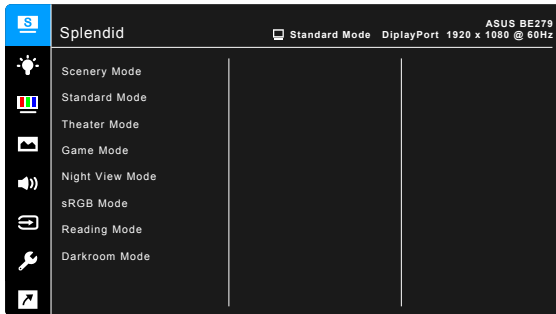 S
Splendid
ASUS BE279
Standard Mode DiplayPort 1920 x 1080 @ 60Hz
Scenery Mode
Standard Mode
Theater Mode
Game Mode
Night View Mode
sRGB Mode
Reading Mode
Darkroom Mode